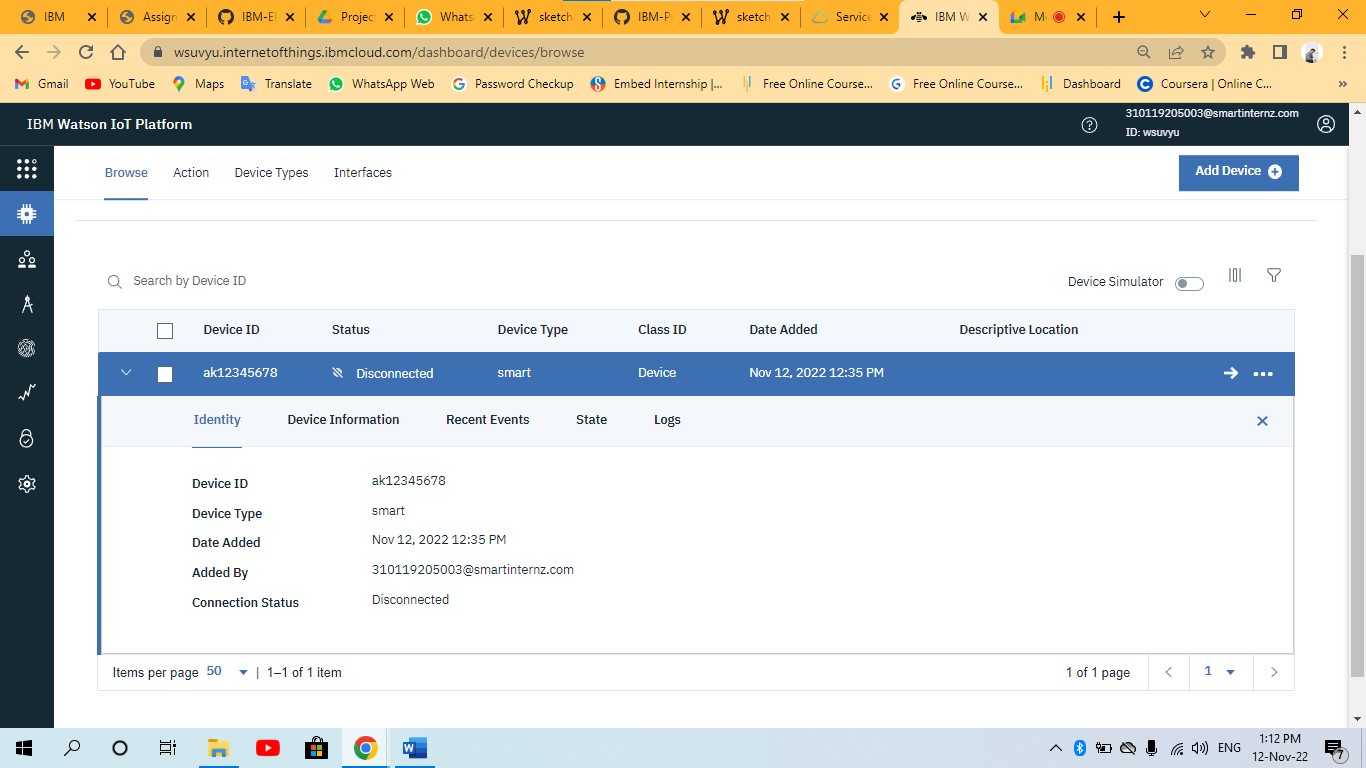 IBM Assign IBM-E Project Whats sketch IBM-P sketch Service IBM W M
wsuvyu.internetofthings.ibmcloud.com/dashboard/devices/browse
Gmail YouTube Maps Translate WhatsApp Web Password Checkup Embed Internship |... Free Online Course... Free Online Course... Dashboard Coursera | Online C... »
IBM Watson IoT Platform
310119205003@smartinternz.com
ID: wsuvyu
Browse Action Device Types Interfaces Add Device
Search by Device ID Device Simulator
Device ID Status Device Type Class ID Date Added Descriptive Location
ak12345678 Disconnected smart Device Nov 12, 2022 12:35 PM
Identity Device Information Recent Events State Logs
Device ID ak12345678
Device Type smart
Date Added Nov 12, 2022 12:35 PM
Added By 310119205003@smartinternz.com
Connection Status Disconnected
Items per page 50 | 1–1 of 1 item 1 of 1 page 1
ENG 1:12 PM
12-Nov-22 7